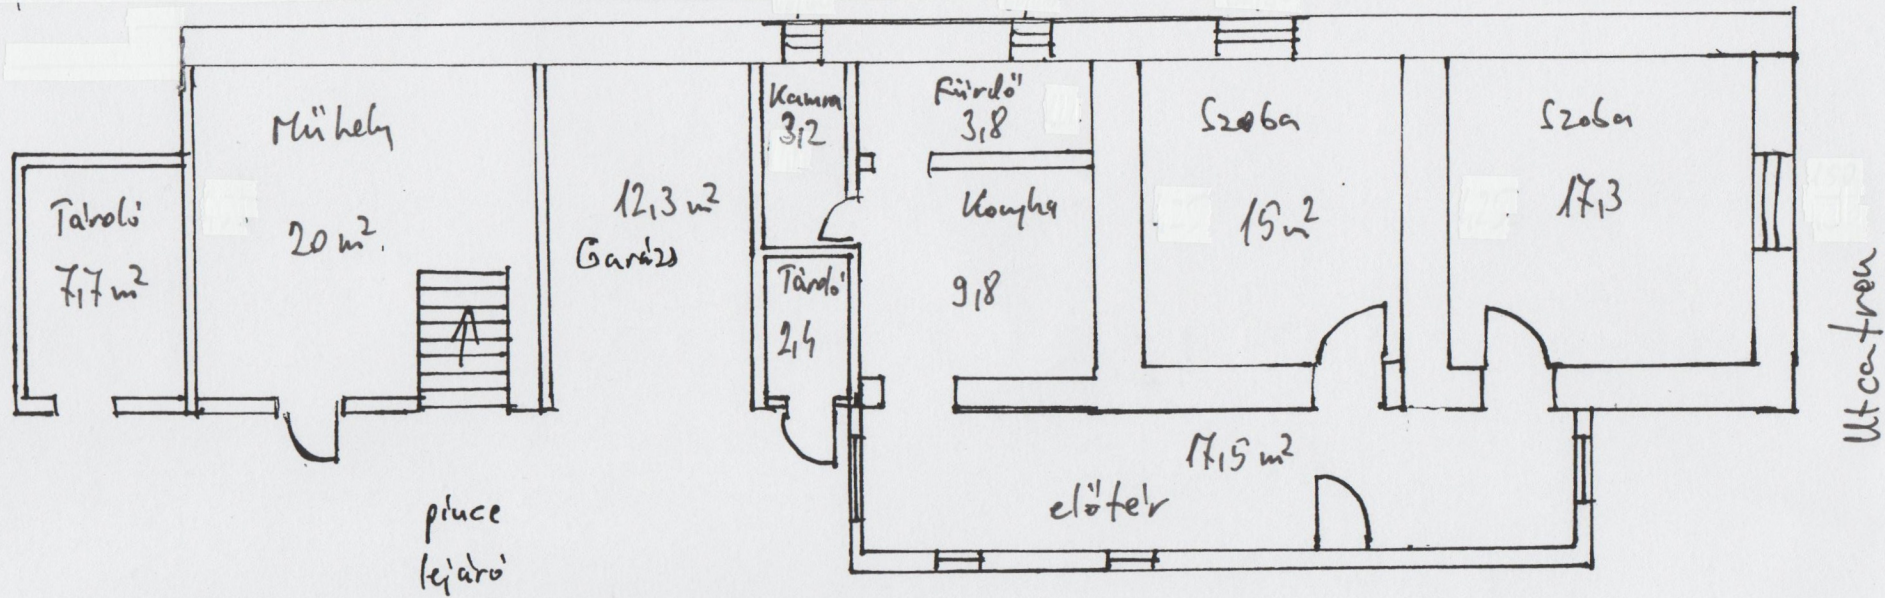 Tároló
7,7 m²
Műhely
20 m².
12,3 m²
Garázs
Kamra
3,2
Tároló
2,4
Fürdő
3,8
Konyha
9,8
Szoba
15 m²
Szoba
17,3
17,5 m²
előtér
pince
lejáró